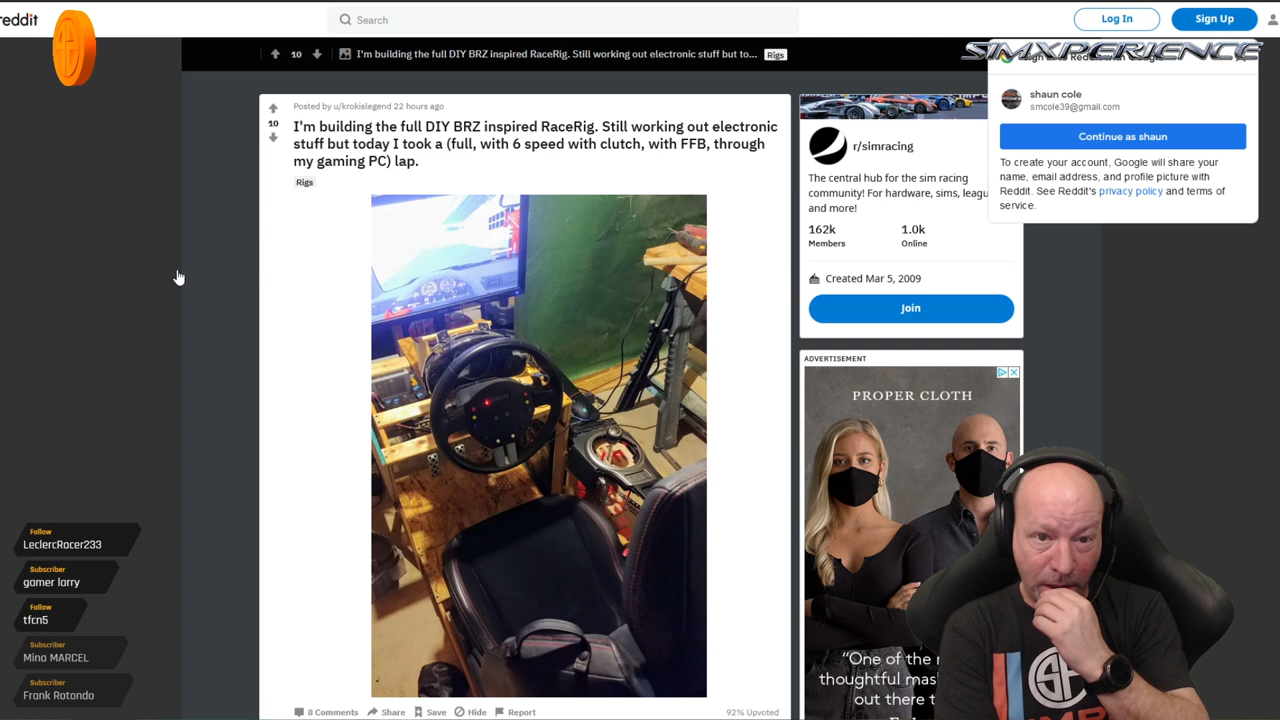 reddit
Search
Log In
Sign Up
10
I'm building the full DIY BRZ inspired RaceRig. Still working out electronic stuff but to...
Rigs
SIMXPERIENCE
shaun cole
smcole39@gmail.com
Continue as shaun
To create your account, Google will share your
name, email address, and profile picture with
Reddit. See Reddit's privacy policy and terms of
service.
Posted by u/krokislegend 22 hours ago
10
I'm building the full DIY BRZ inspired RaceRig. Still working out electronic
stuff but today I took a (full, with 6 speed with clutch, with FFB, through
my gaming PC) lap.
Rigs
r/simracing
The central hub for the sim racing
community! For hardware, sims, leagu
and more!
162k
Members
1.0k
Online
Created Mar 5, 2009
Join
ADVERTISEMENT
PROPER CLOTH
"One of the
thoughtful mas
out there t
Follow
LeclercRacer233
Subscriber
gamer larry
Follow
tfcn5
Subscriber
Mina MARCEL
Subscriber
Frank Rotondo
8 Comments
Share
Save
Hide
Report
92% Upvoted